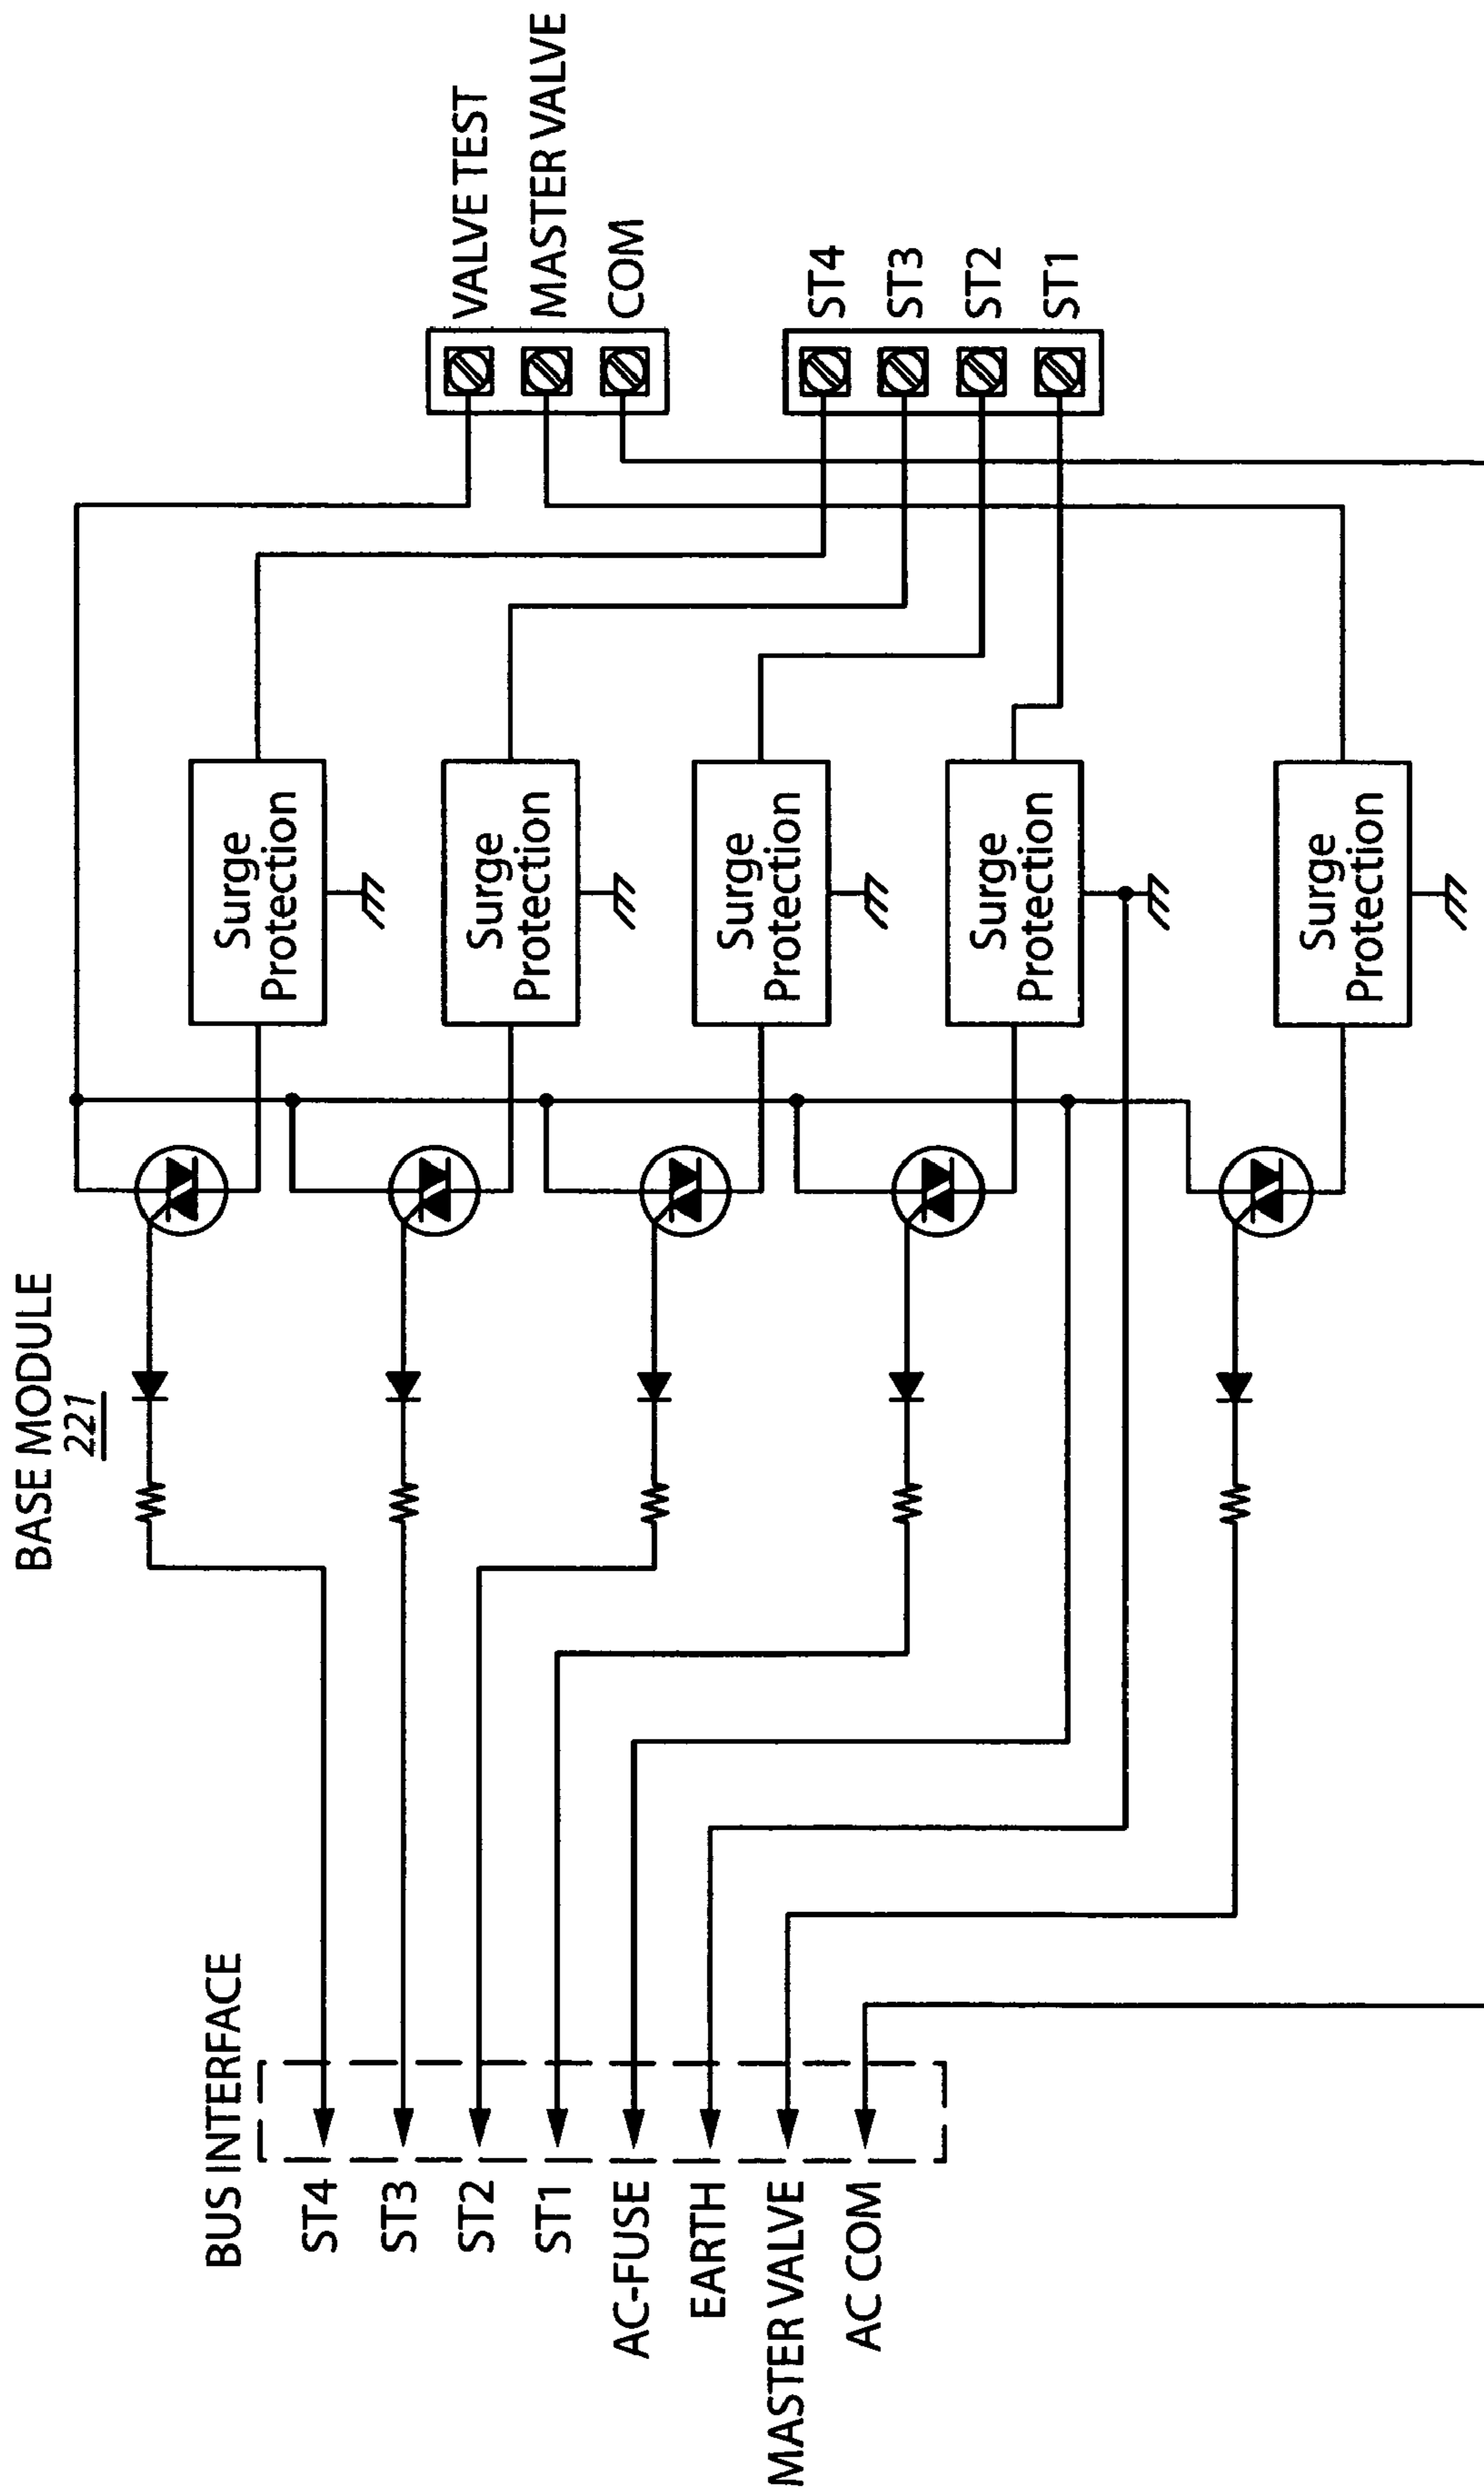 BASE MODULE
221
BUS INTERFACE
ST4
ST3
ST2
ST1
AC-FUSE
EARTH
MASTER VALVE
AC COM
Surge
Protection
Surge
Protection
Surge
Protection
Surge
Protection
Surge
Protection
VALVE TEST
MASTER VALVE
COM
ST4
ST3
ST2
ST1